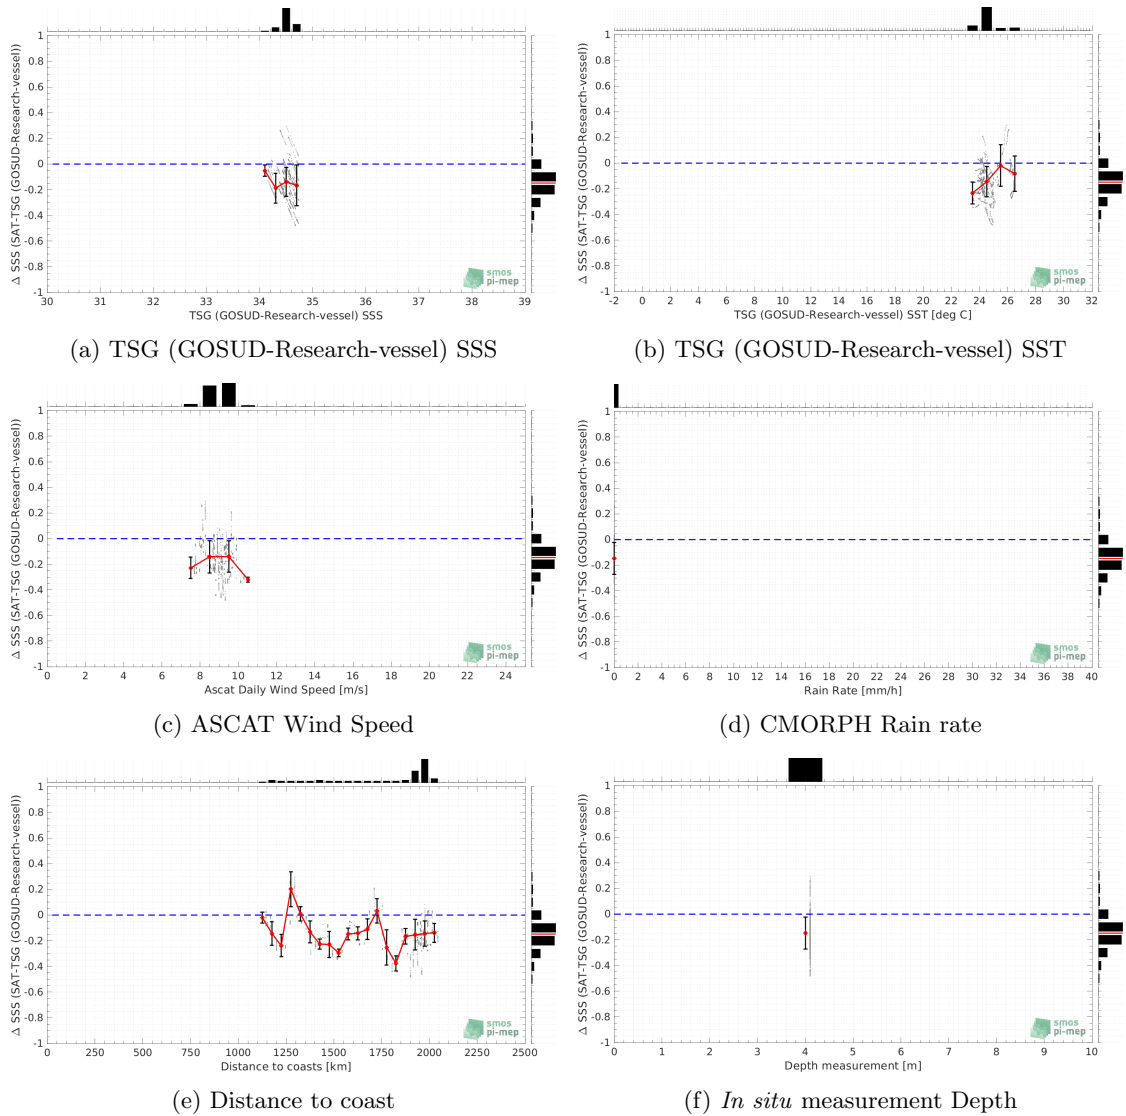 Δ SSS (SAT-TSG (GOSUD-Research-vessel))
1
0.8
0.6
0.4
0.2
0
-0.2
-0.4
-0.6
-0.8
-1
30 31 32 33 34 35 36 37 38 39
TSG (GOSUD-Research-vessel) SSS
smos
pi-mep
(a) TSG (GOSUD-Research-vessel) SSS
Δ SSS (SAT-TSG (GOSUD-Research-vessel))
1
0.8
0.6
0.4
0.2
0
-0.2
-0.4
-0.6
-0.8
-1
-2 0 2 4 6 8 10 12 14 16 18 20 22 24 26 28 30 32
TSG (GOSUD-Research-vessel) SST [deg C]
smos
pi-mep
(b) TSG (GOSUD-Research-vessel) SST
Δ SSS (SAT-TSG (GOSUD-Research-vessel))
1
0.8
0.6
0.4
0.2
0
-0.2
-0.4
-0.6
-0.8
-1
0 2 4 6 8 10 12 14 16 18 20 22 24
Ascat Daily Wind Speed [m/s]
smos
pi-mep
(c) ASCAT Wind Speed
Δ SSS (SAT-TSG (GOSUD-Research-vessel))
1
0.8
0.6
0.4
0.2
0
-0.2
-0.4
-0.6
-0.8
-1
0 2 4 6 8 10 12 14 16 18 20 22 24 26 28 30 32 34 36 38 40
Rain Rate [mm/h]
smos
pi-mep
(d) CMORPH Rain rate
Δ SSS (SAT-TSG (GOSUD-Research-vessel))
1
0.8
0.6
0.4
0.2
0
-0.2
-0.4
-0.6
-0.8
-1
0 250 500 750 1000 1250 1500 1750 2000 2250 2500
Distance to coasts [km]
smos
pi-mep
(e) Distance to coast
Δ SSS (SAT-TSG (GOSUD-Research-vessel))
1
0.8
0.6
0.4
0.2
0
-0.2
-0.4
-0.6
-0.8
-1
0 1 2 3 4 5 6 7 8 9 10
Depth measurement [m]
smos
pi-mep
(f) In situ measurement Depth